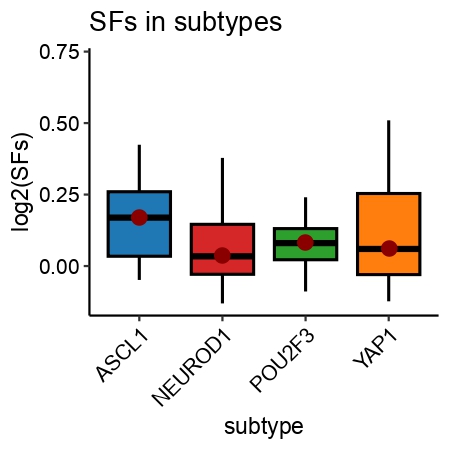 SFs in subtypes
0.75
0.50
0.25
0.00
log2(SFs)
ASCL1
NEUROD1
POU2F3
YAP1
subtype